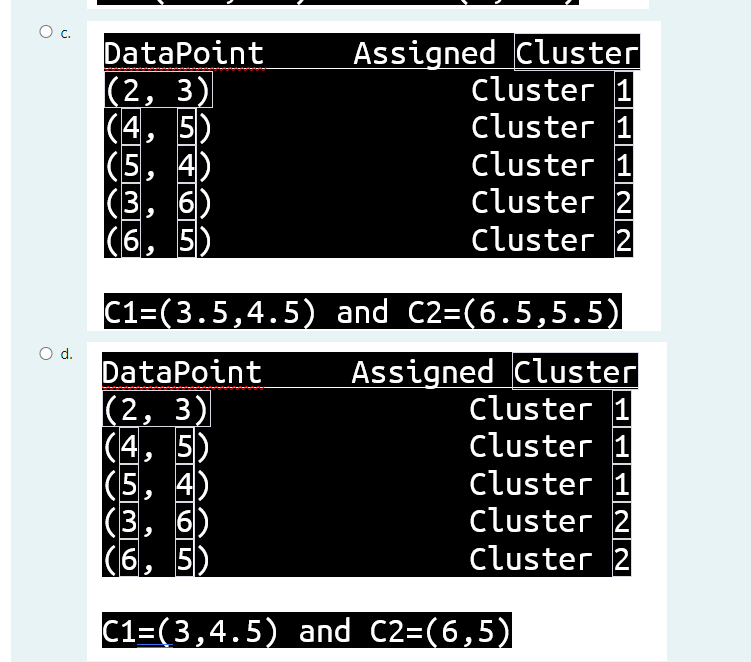 c.
DataPoint Assigned Cluster
(2, 3) Cluster 1
(4, 5) Cluster 1
(5, 4) Cluster 1
(3, 6) Cluster 2
(6, 5) Cluster 2
C1=(3.5,4.5) and C2=(6.5,5.5)
d.
DataPoint Assigned Cluster
(2, 3) Cluster 1
(4, 5) Cluster 1
(5, 4) Cluster 1
(3, 6) Cluster 2
(6, 5) Cluster 2
C1=(3,4.5) and C2=(6,5)